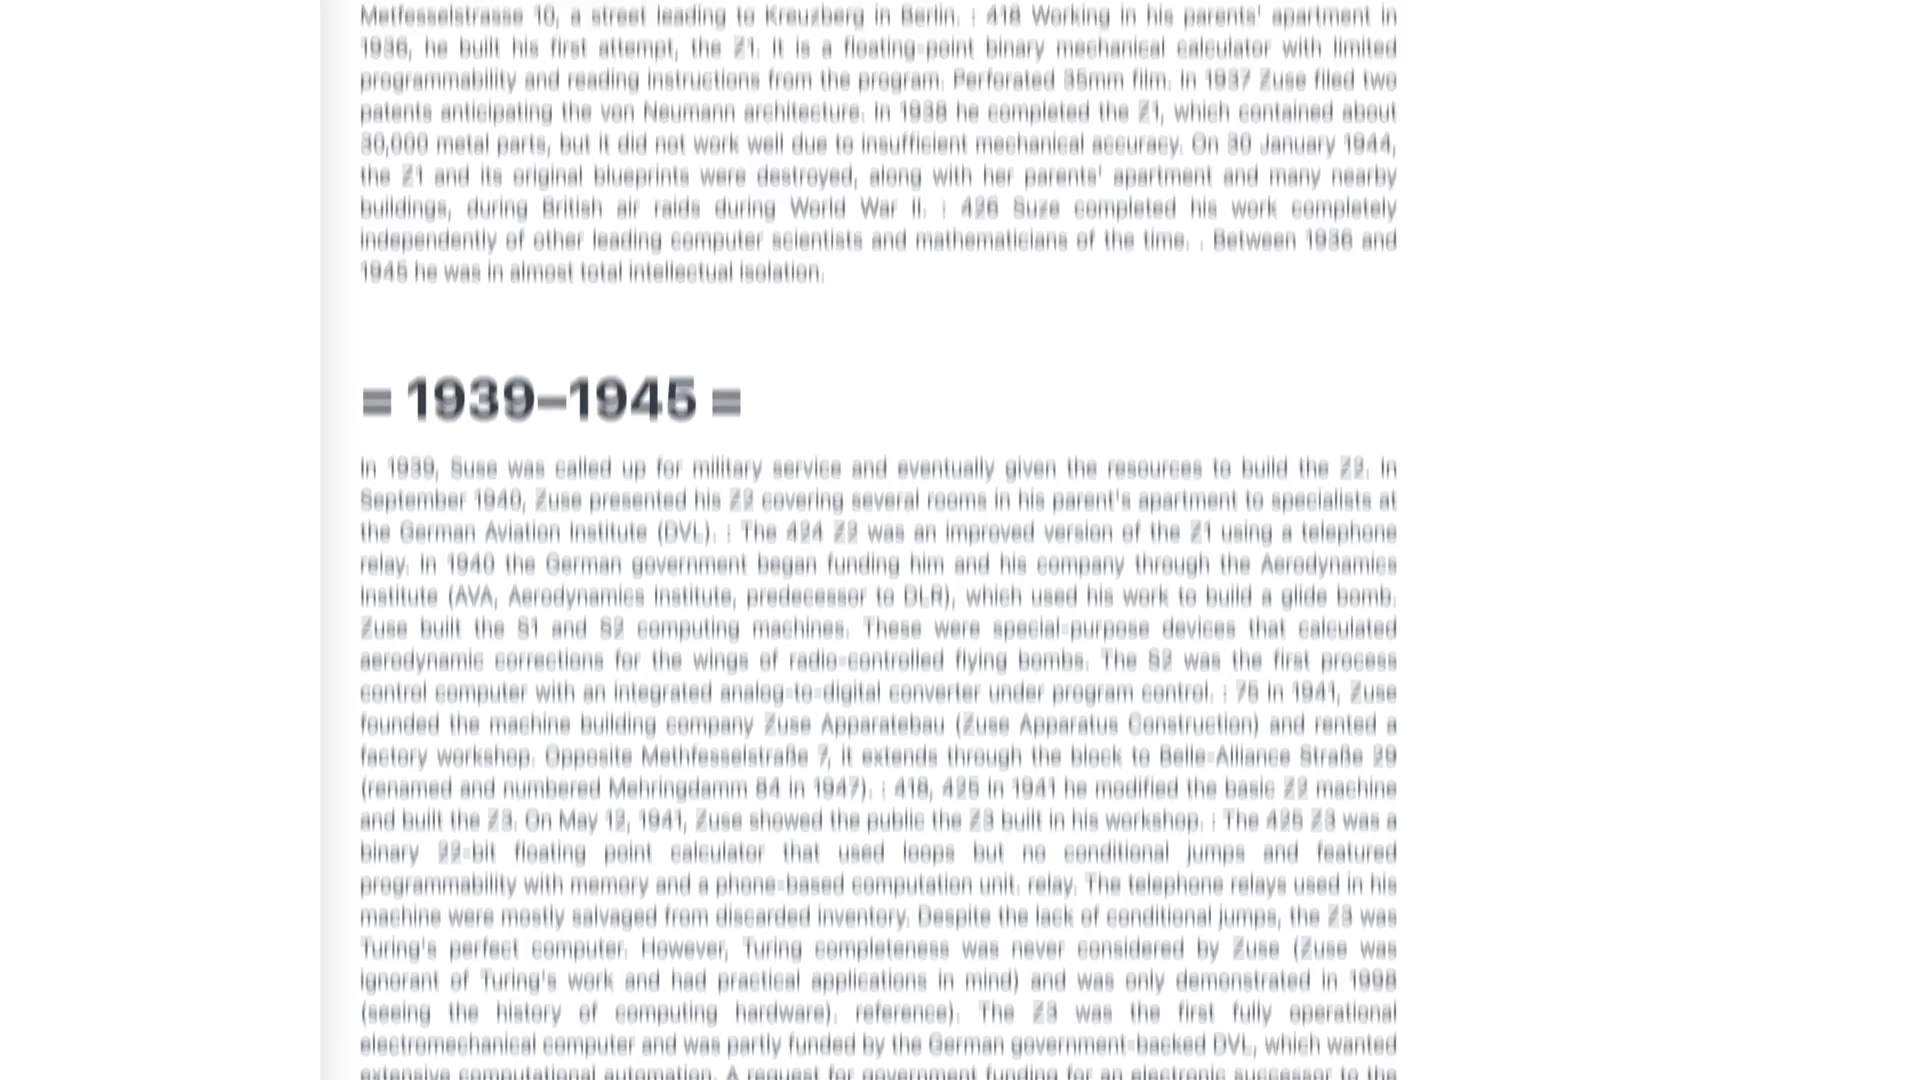 Metfesselstrasse 10, a street leading to Kreuzberg in Berlin. : 418 Working in his parents' apartment in
1936, he built his first attempt, the Z1. It is a floating-point binary mechanical calculator with limited
programmability and reading instructions from the program. Perforated 35mm film. In 1937 Zuse filed two
patents anticipating the von Neumann architecture. In 1938 he completed the Z1, which contained about
30,000 metal parts, but it did not work well due to insufficient mechanical accuracy. On 30 January 1944,
the Z1 and its original blueprints were destroyed, along with her parents' apartment and many nearby
buildings, during British air raids during World War II. : 426 Suze completed his work completely
independently of other leading computer scientists and mathematicians of the time. . Between 1936 and
1945 he was in almost total intellectual isolation.
= 1939–1945 =
In 1939, Suse was called up for military service and eventually given the resources to build the Z2. In
September 1940, Zuse presented his Z2 covering several rooms in his parent's apartment to specialists at
the German Aviation Institute (DVL). : The 424 Z2 was an improved version of the Z1 using a telephone
relay. In 1940 the German government began funding him and his company through the Aerodynamics
Institute (AVA, Aerodynamics Institute, predecessor to DLR), which used his work to build a glide bomb.
Zuse built the S1 and S2 computing machines. These were special-purpose devices that calculated
aerodynamic corrections for the wings of radio-controlled flying bombs. The S2 was the first process
control computer with an integrated analog-to-digital converter under program control. : 75 In 1941, Zuse
founded the machine building company Zuse Apparatebau (Zuse Apparatus Construction) and rented a
factory workshop. Opposite Methfesselstraße 7, it extends through the block to Belle-Alliance Straße 29
(renamed and numbered Mehringdamm 84 in 1947). : 418, 425 In 1941 he modified the basic Z2 machine
and built the Z3. On May 12, 1941, Zuse showed the public the Z3 built in his workshop. : The 425 Z3 was a
binary 22-bit floating point calculator that used loops but no conditional jumps and featured
programmability with memory and a phone-based computation unit. relay. The telephone relays used in his
machine were mostly salvaged from discarded inventory. Despite the lack of conditional jumps, the Z3 was
Turing's perfect computer. However, Turing completeness was never considered by Zuse (Zuse was
ignorant of Turing's work and had practical applications in mind) and was only demonstrated in 1998
(seeing the history of computing hardware). reference). The Z3 was the first fully operational
electromechanical computer and was partly funded by the German government-backed DVL, which wanted
extensive computational automation. A request for government funding for an electronic successor to the